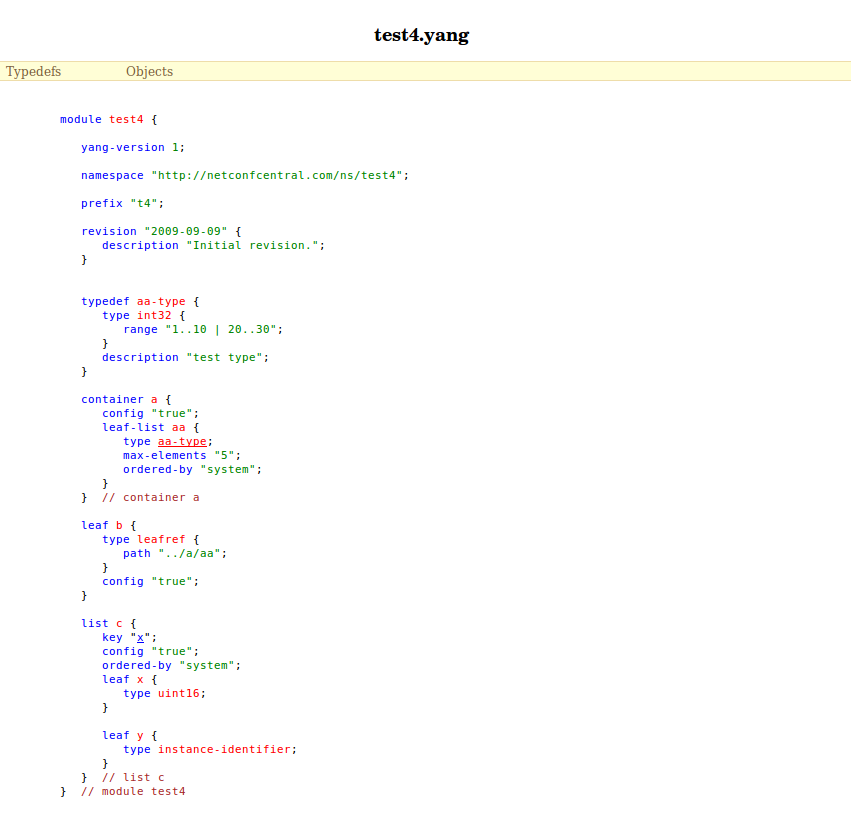 test4.yang
Typedefs Objects
module test4 {
yang-version 1;
namespace "http://netconfcentral.com/ns/test4";
prefix "t4";
revision "2009-09-09" {
description "Initial revision.";
}
typedef aa-type {
type int32 {
range "1..10 | 20..30";
}
description "test type";
}
container a {
config "true";
leaf-list aa {
type aa-type;
max-elements "5";
ordered-by "system";
}
} // container a
leaf b {
type leafref {
path "../a/aa";
}
config "true";
}
list c {
key "x";
config "true";
ordered-by "system";
leaf x {
type uint16;
}
leaf y {
type instance-identifier;
}
} // list c
} // module test4